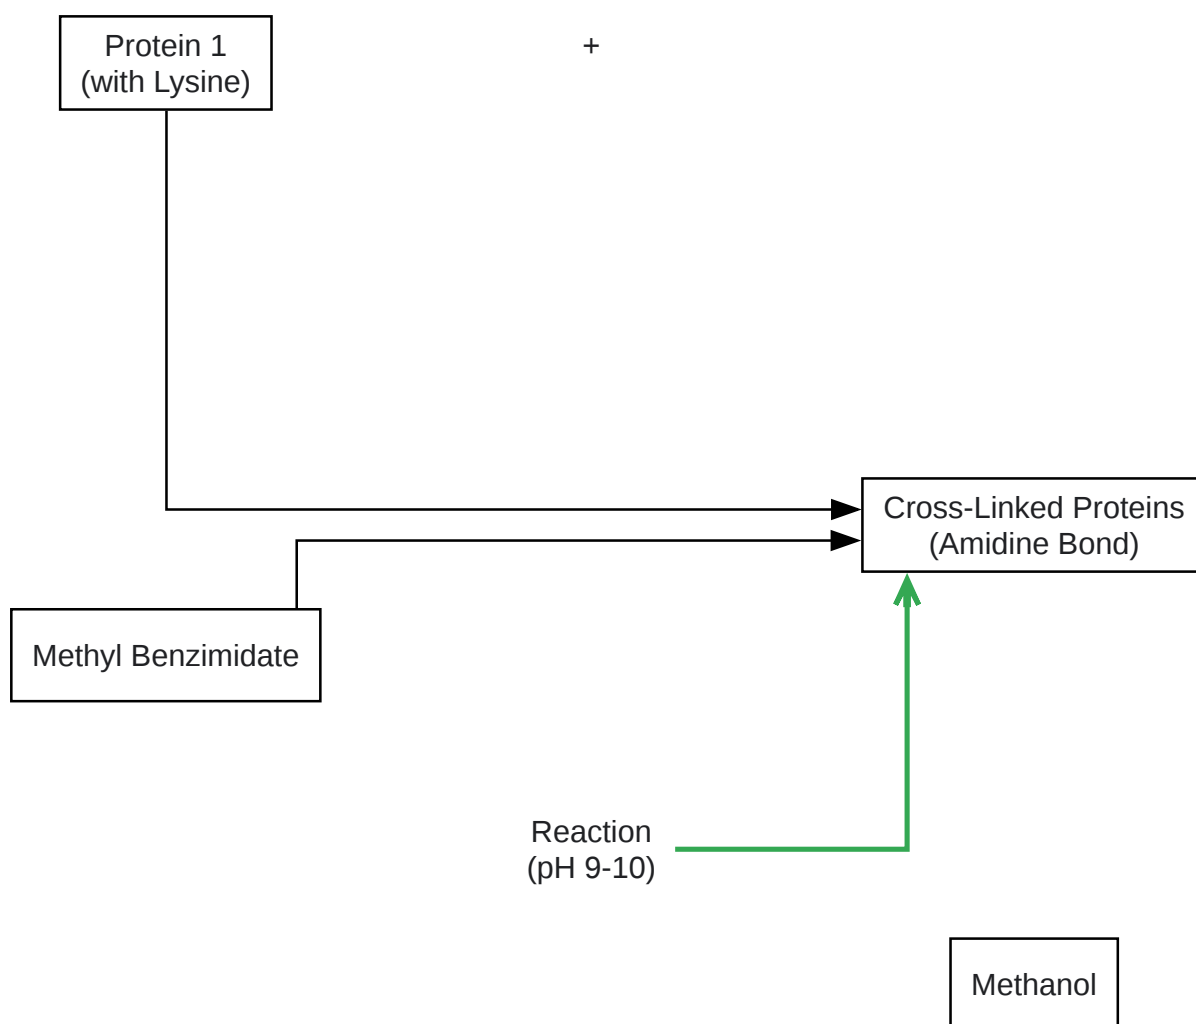 Protein 1
(with Lysine)
+
Cross-Linked Proteins
(Amidine Bond)
Methyl Benzimidate
Reaction
(pH 9-10)
Methanol